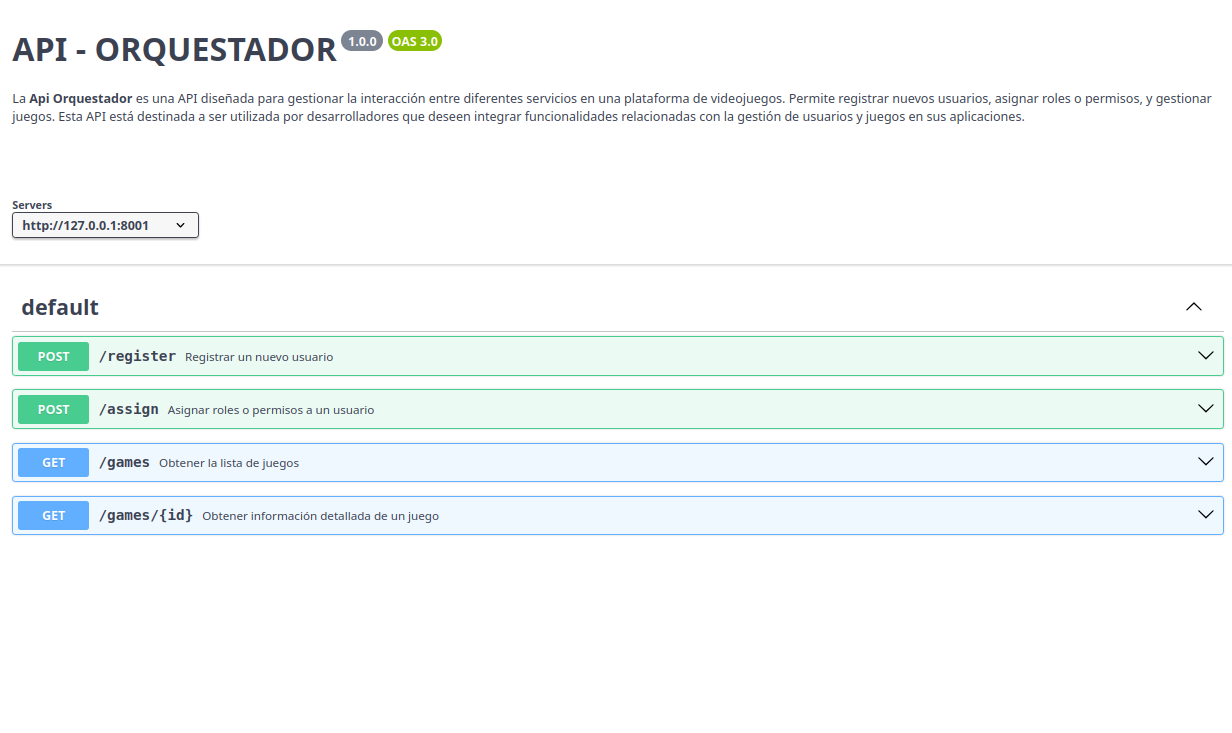 API - ORQUESTADOR 1.0.0 OAS 3.0
La Api Orquestador es una API diseñada para gestionar la interacción entre diferentes servicios en una plataforma de videojuegos. Permite registrar nuevos usuarios, asignar roles o permisos, y gestionar
juegos. Esta API está destinada a ser utilizada por desarrolladores que deseen integrar funcionalidades relacionadas con la gestión de usuarios y juegos en sus aplicaciones.
Servers
http://127.0.0.1:8001
default
POST /register Registrar un nuevo usuario
POST /assign Asignar roles o permisos a un usuario
GET /games Obtener la lista de juegos
GET /games/{id} Obtener información detallada de un juego